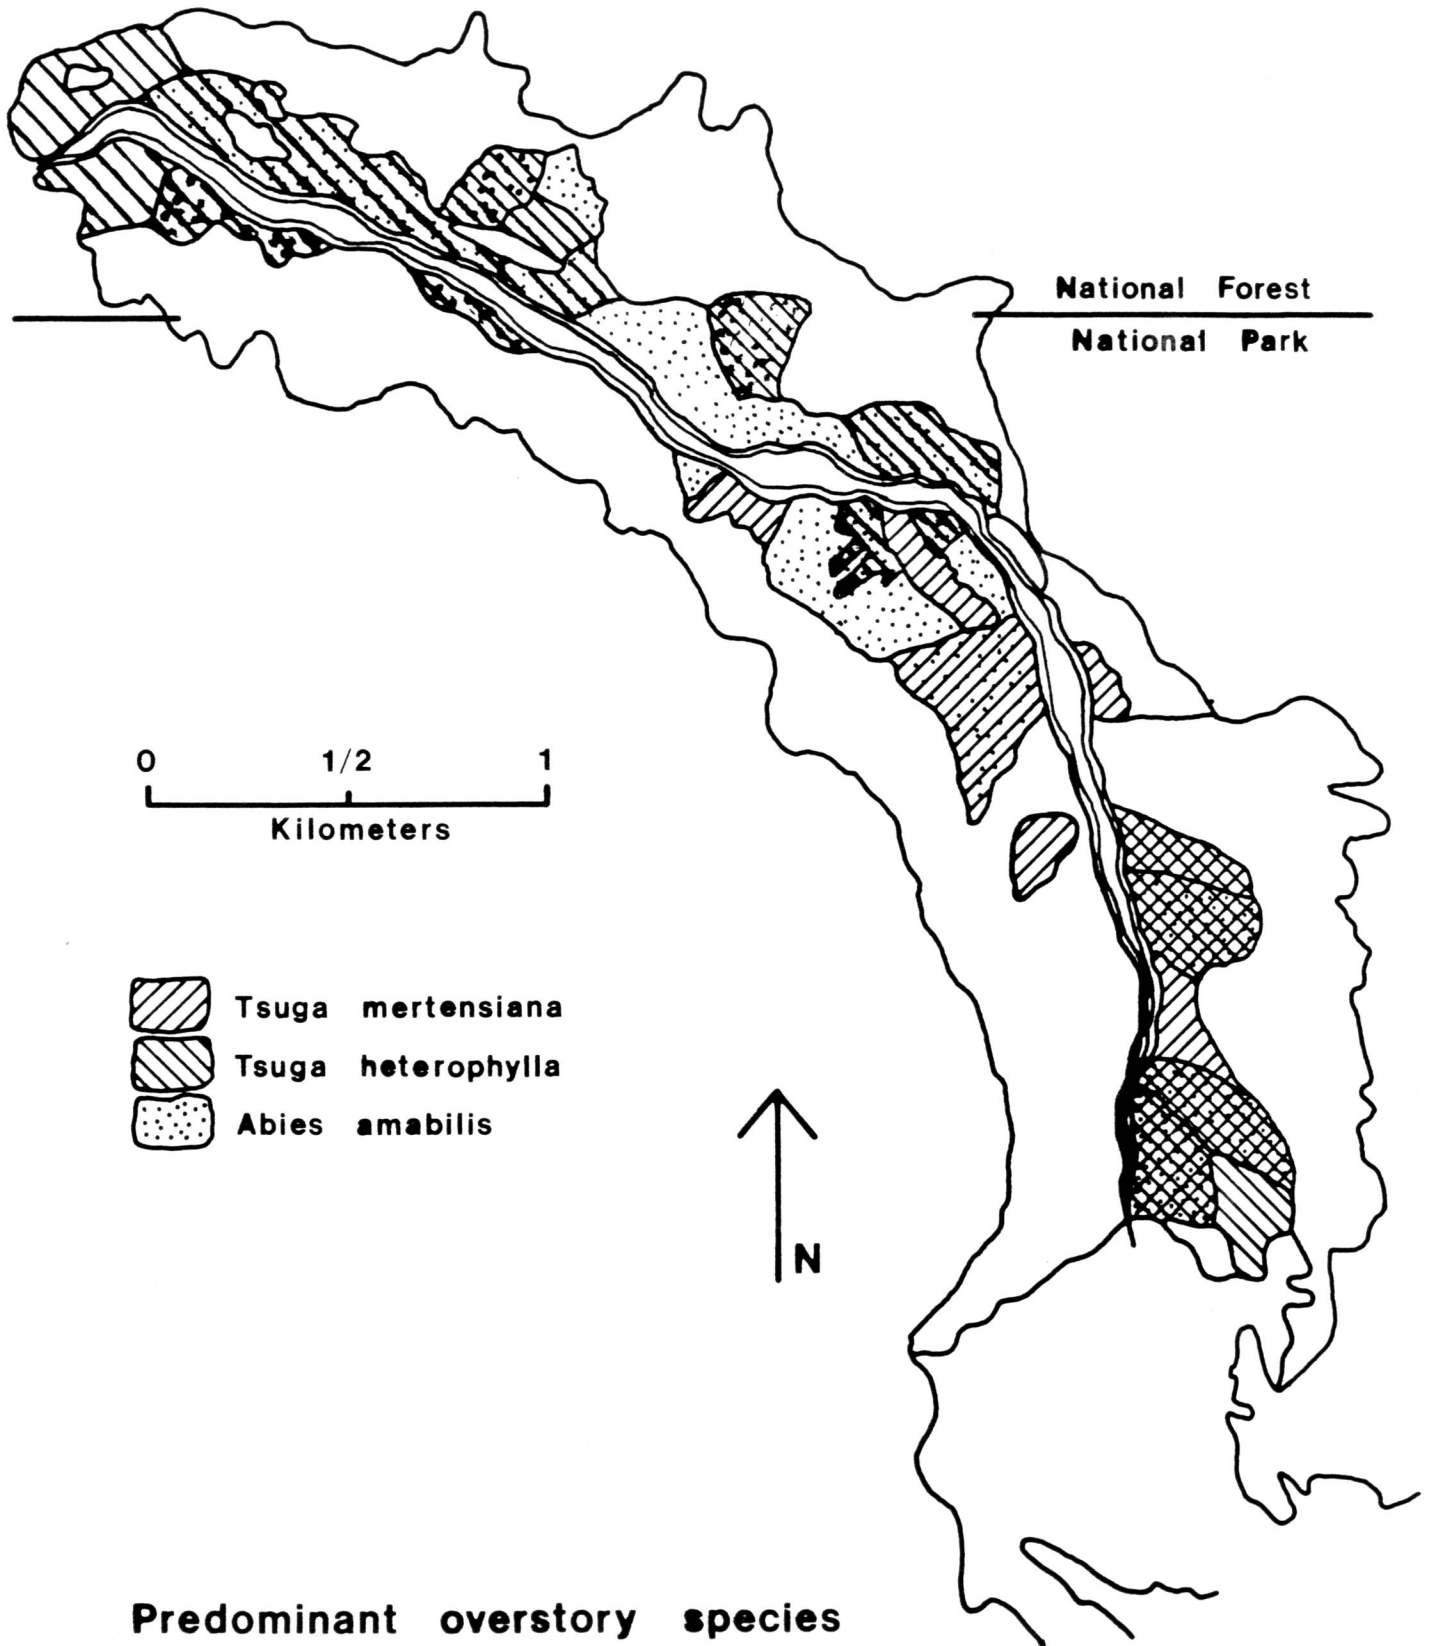 National Forest
National Park
0 1/2 1
Kilometers
Tsuga mertensiana
Tsuga heterophylla
Abies amabilis
N
Predominant overstory species